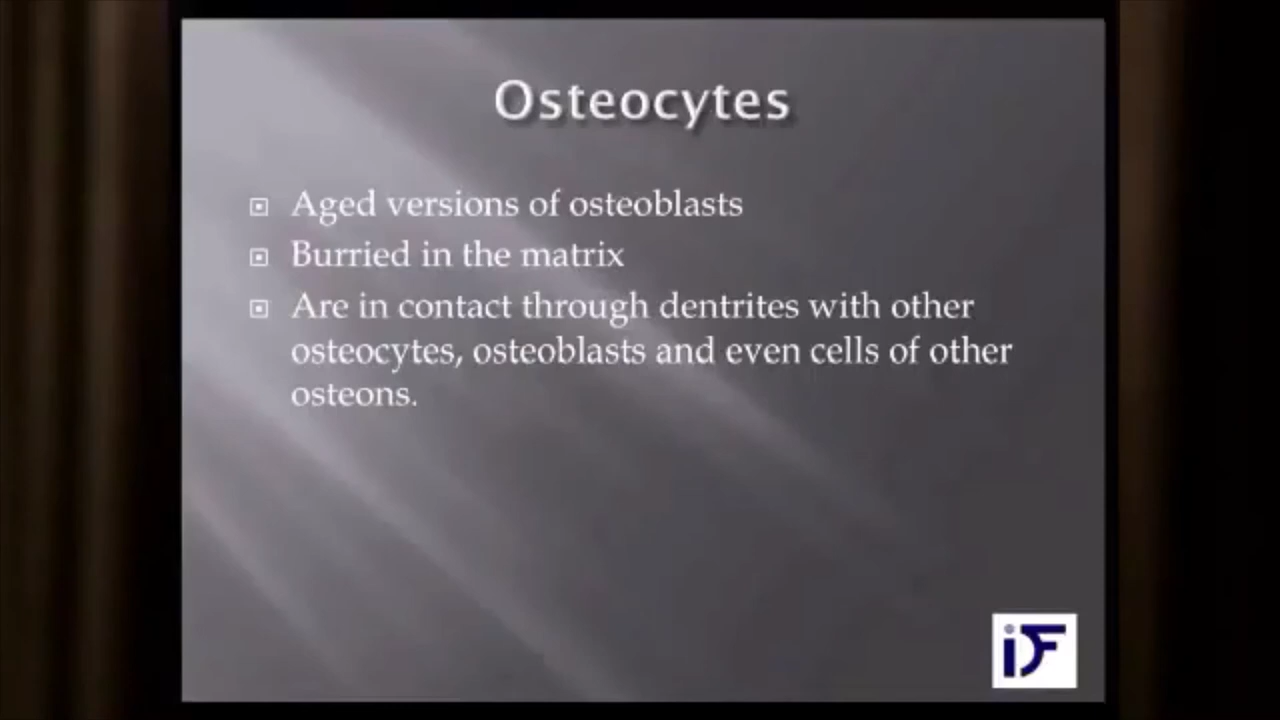 Osteocytes
Aged versions of osteoblasts
Burried in the matrix
Are in contact through dentrites with other
osteocytes, osteoblasts and even cells of other
osteons.
iDF